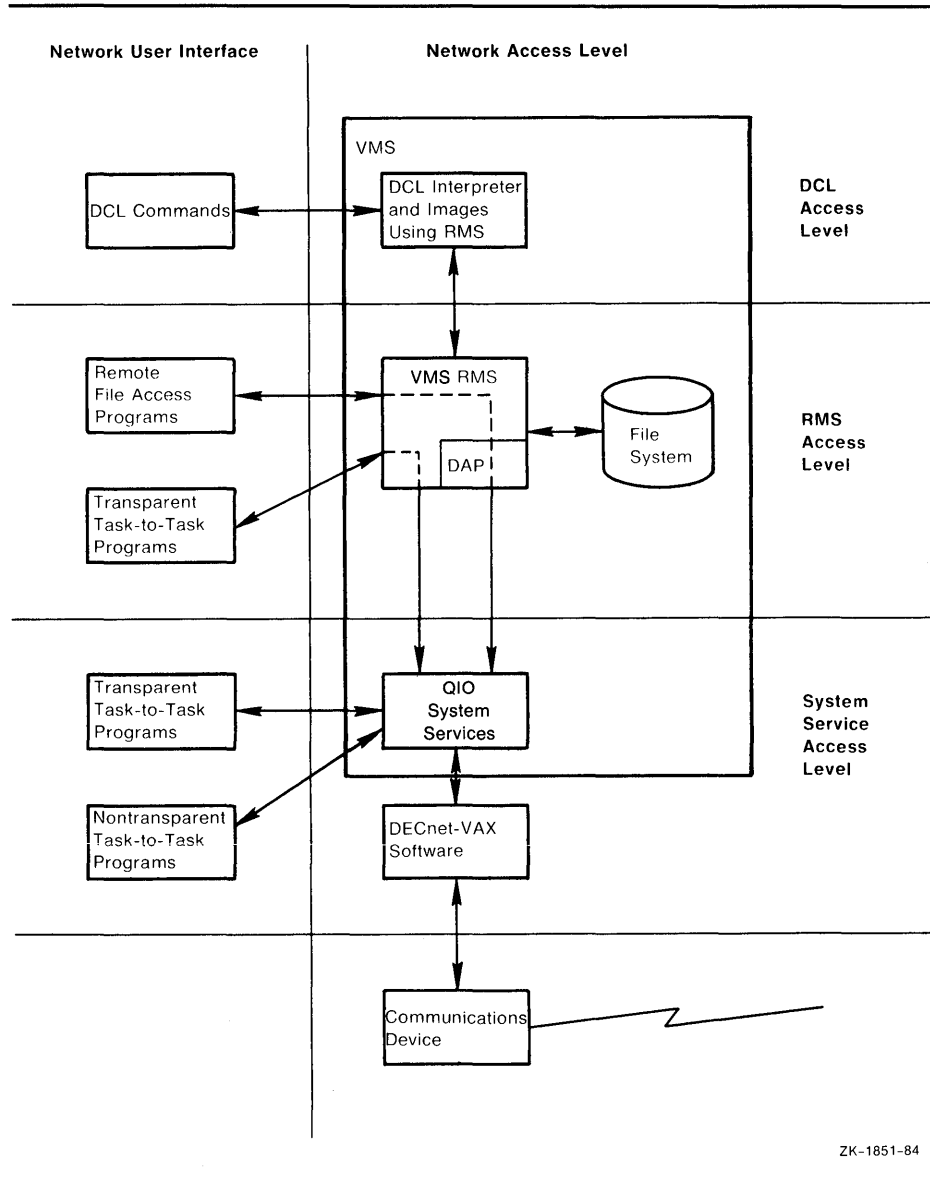 Network User Interface
Network Access Level
VMS
DCL Commands
DCL Interpreter
and Images
Using RMS
DCL
Access
Level
Remote
File Access
Programs
VMS RMS
DAP
File
System
RMS
Access
Level
Transparent
Task-to-Task
Programs
Transparent
Task-to-Task
Programs
QIO
System
Services
System
Service
Access
Level
Nontransparent
Task-to-Task
Programs
DECnet-VAX
Software
Communications
Device
ZK-1851-84